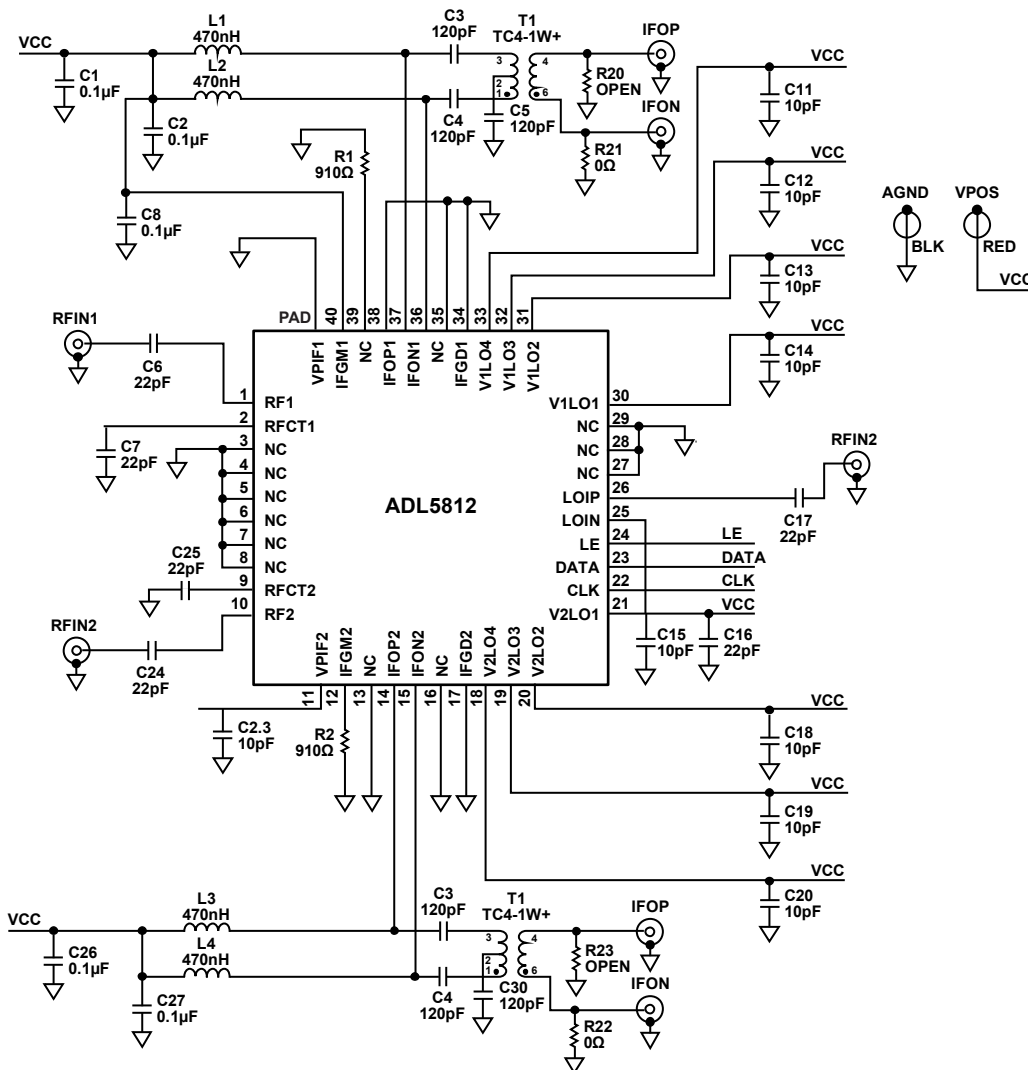 L1
470nH
VCC
L2
470nH
C1
0.1µF
C2
0.1µF
C3
120pF
T1
TC4-1W+
3
2
1
4
6
C4
120pF
C5
120pF
IFOP
R20
OPEN
IFON
R21
0Ω
VCC
C11
10pF
VCC
C12
10pF
AGND
BLK
VPOS
RED
VCC
R1
910Ω
C8
0.1µF
VCC
C13
10pF
VCC
C14
10pF
PAD
40
39
38
37
36
35
34
33
32
31
VPIF1
IFGM1
NC
IFOP1
IFON1
NC
IFGD1
V1LO4
V1LO3
V1LO2
RFIN1
C6
22pF
1
RF1
2
RFCT1
C7
22pF
3
NC
4
NC
5
NC
6
NC
7
NC
8
NC
C25
22pF
9
RFCT2
10
RF2
RFIN2
C24
22pF
ADL5812
30
V1LO1
29
NC
28
NC
27
NC
26
LOIP
RFIN2
C17
22pF
25
LOIN
24
LE
LE
23
DATA
DATA
22
CLK
CLK
21
V2LO1
VCC
C15
10pF
C16
22pF
VPIF2
IFGM2
NC
IFOP2
IFON2
NC
IFGD2
V2LO4
V2LO3
V2LO2
11
12
13
14
15
16
17
18
19
20
C2.3
10pF
R2
910Ω
VCC
C18
10pF
VCC
C19
10pF
VCC
C20
10pF
L3
470nH
VCC
L4
470nH
C26
0.1µF
C27
0.1µF
C3
120pF
T1
TC4-1W+
3
2
1
4
6
C4
120pF
C30
120pF
IFOP
R23
OPEN
IFON
R22
0Ω